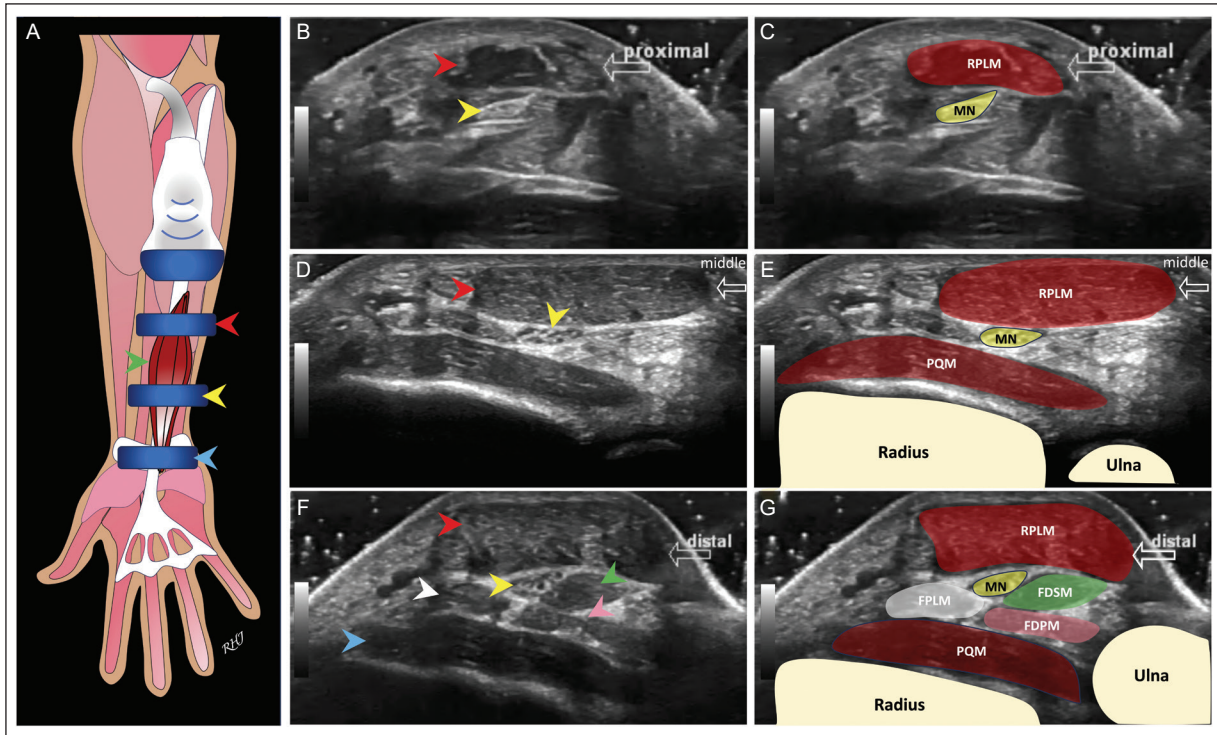 A
RHJ
B
proximal
C
proximal
RPLM
MN
D
middle
E
middle
RPLM
MN
PQM
Radius
Ulna
F
distal
G
distal
RPLM
MN
FDSM
FPLM
FDPM
PQM
Radius
Ulna